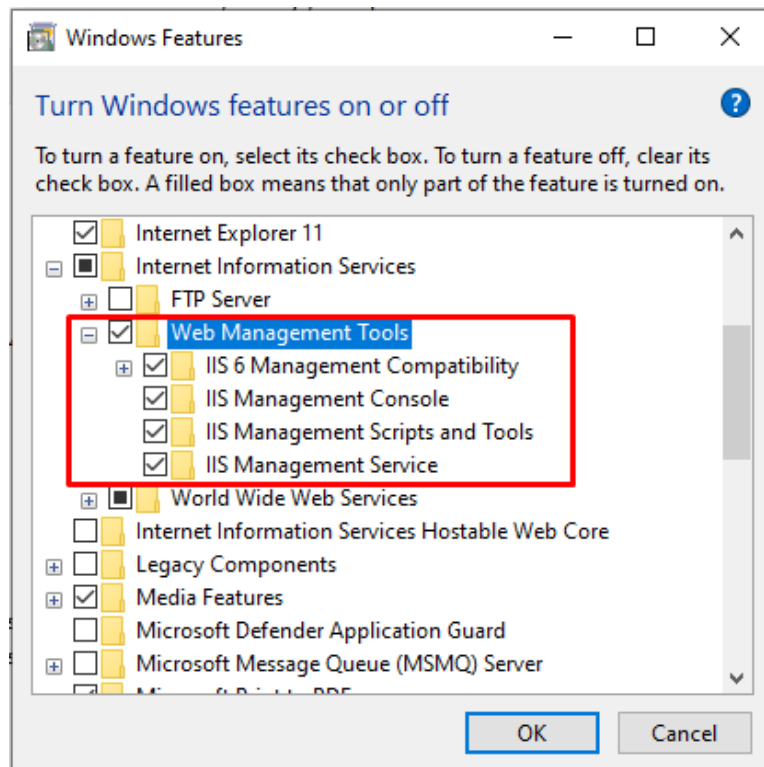 Windows Features
Turn Windows features on or off
To turn a feature on, select its check box. To turn a feature off, clear its
check box. A filled box means that only part of the feature is turned on.
Internet Explorer 11
Internet Information Services
FTP Server
Web Management Tools
IIS 6 Management Compatibility
IIS Management Console
IIS Management Scripts and Tools
IIS Management Service
World Wide Web Services
Internet Information Services Hostable Web Core
Legacy Components
Media Features
Microsoft Defender Application Guard
Microsoft Message Queue (MSMQ) Server
Microsoft Print to PDF
OK
Cancel